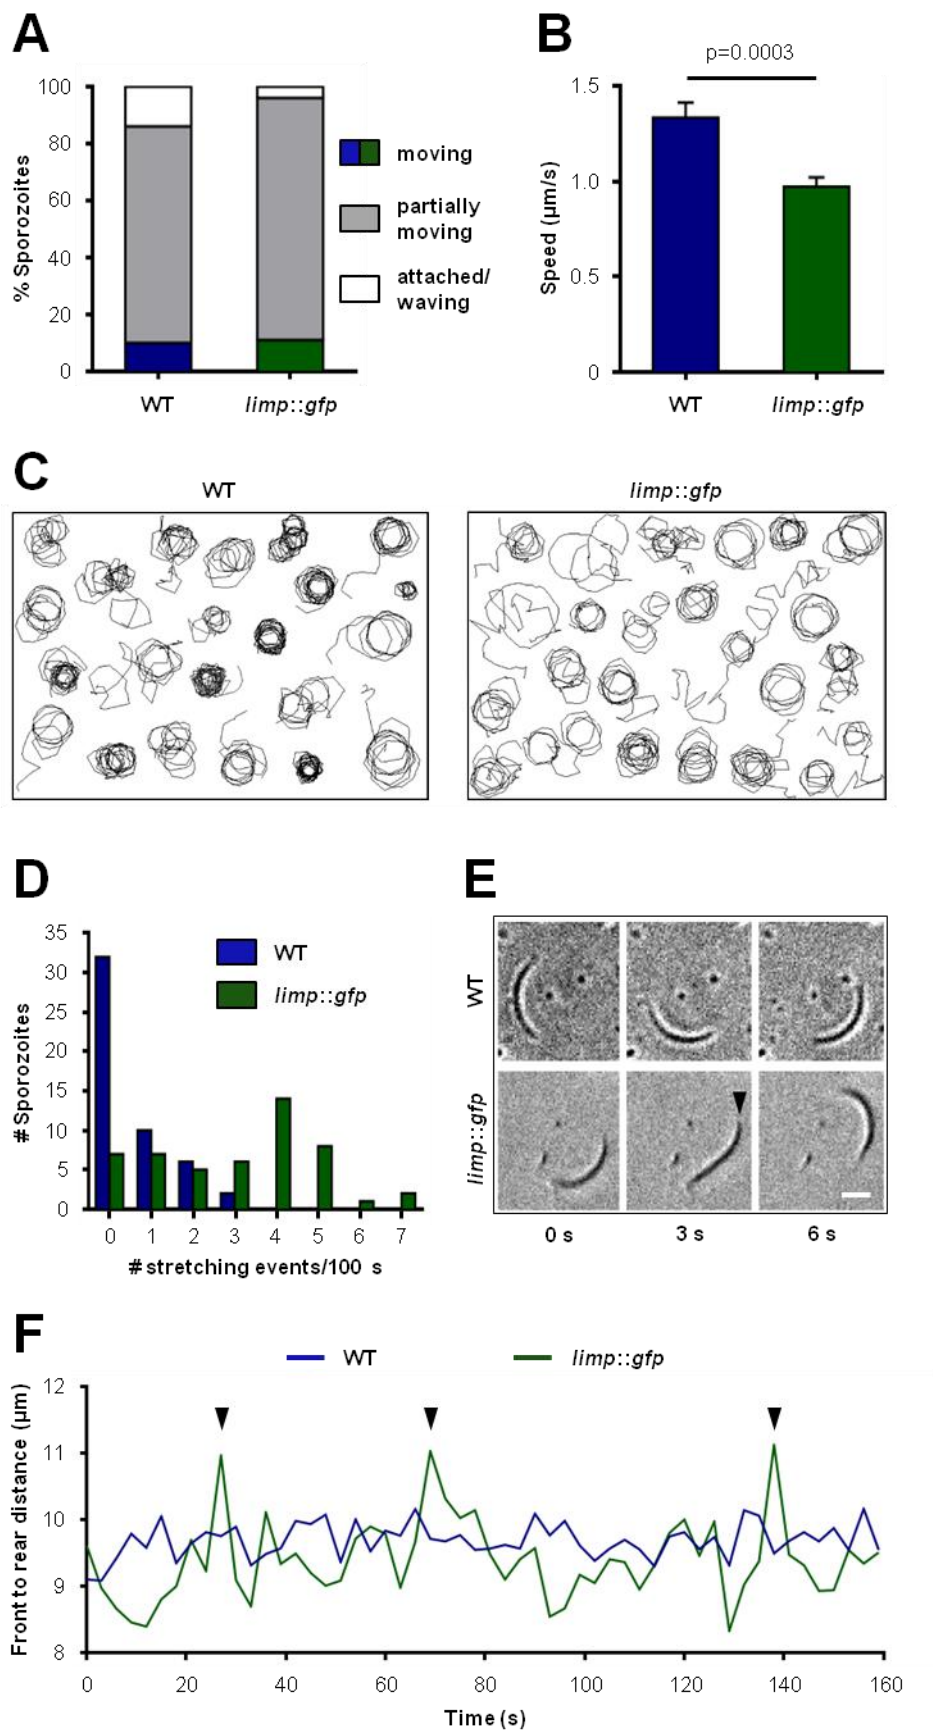 A
B
p=0.0003
% Sporozoites
100
80
60
40
20
0
WT
limp::gfp
moving
partially
moving
attached/
waving
Speed (µm/s)
1.5
1.0
0.5
0
WT
limp::gfp
C
WT
limp::gfp
D
# Sporozoites
35
30
25
20
15
10
5
0
WT
limp::gfp
0 1 2 3 4 5 6 7
# stretching events/100 s
E
WT
limp::gfp
0 s 3 s 6 s
F
WT limp::gfp
Front to rear distance (µm)
12
11
10
9
8
0 20 40 60 80 100 120 140 160
Time (s)